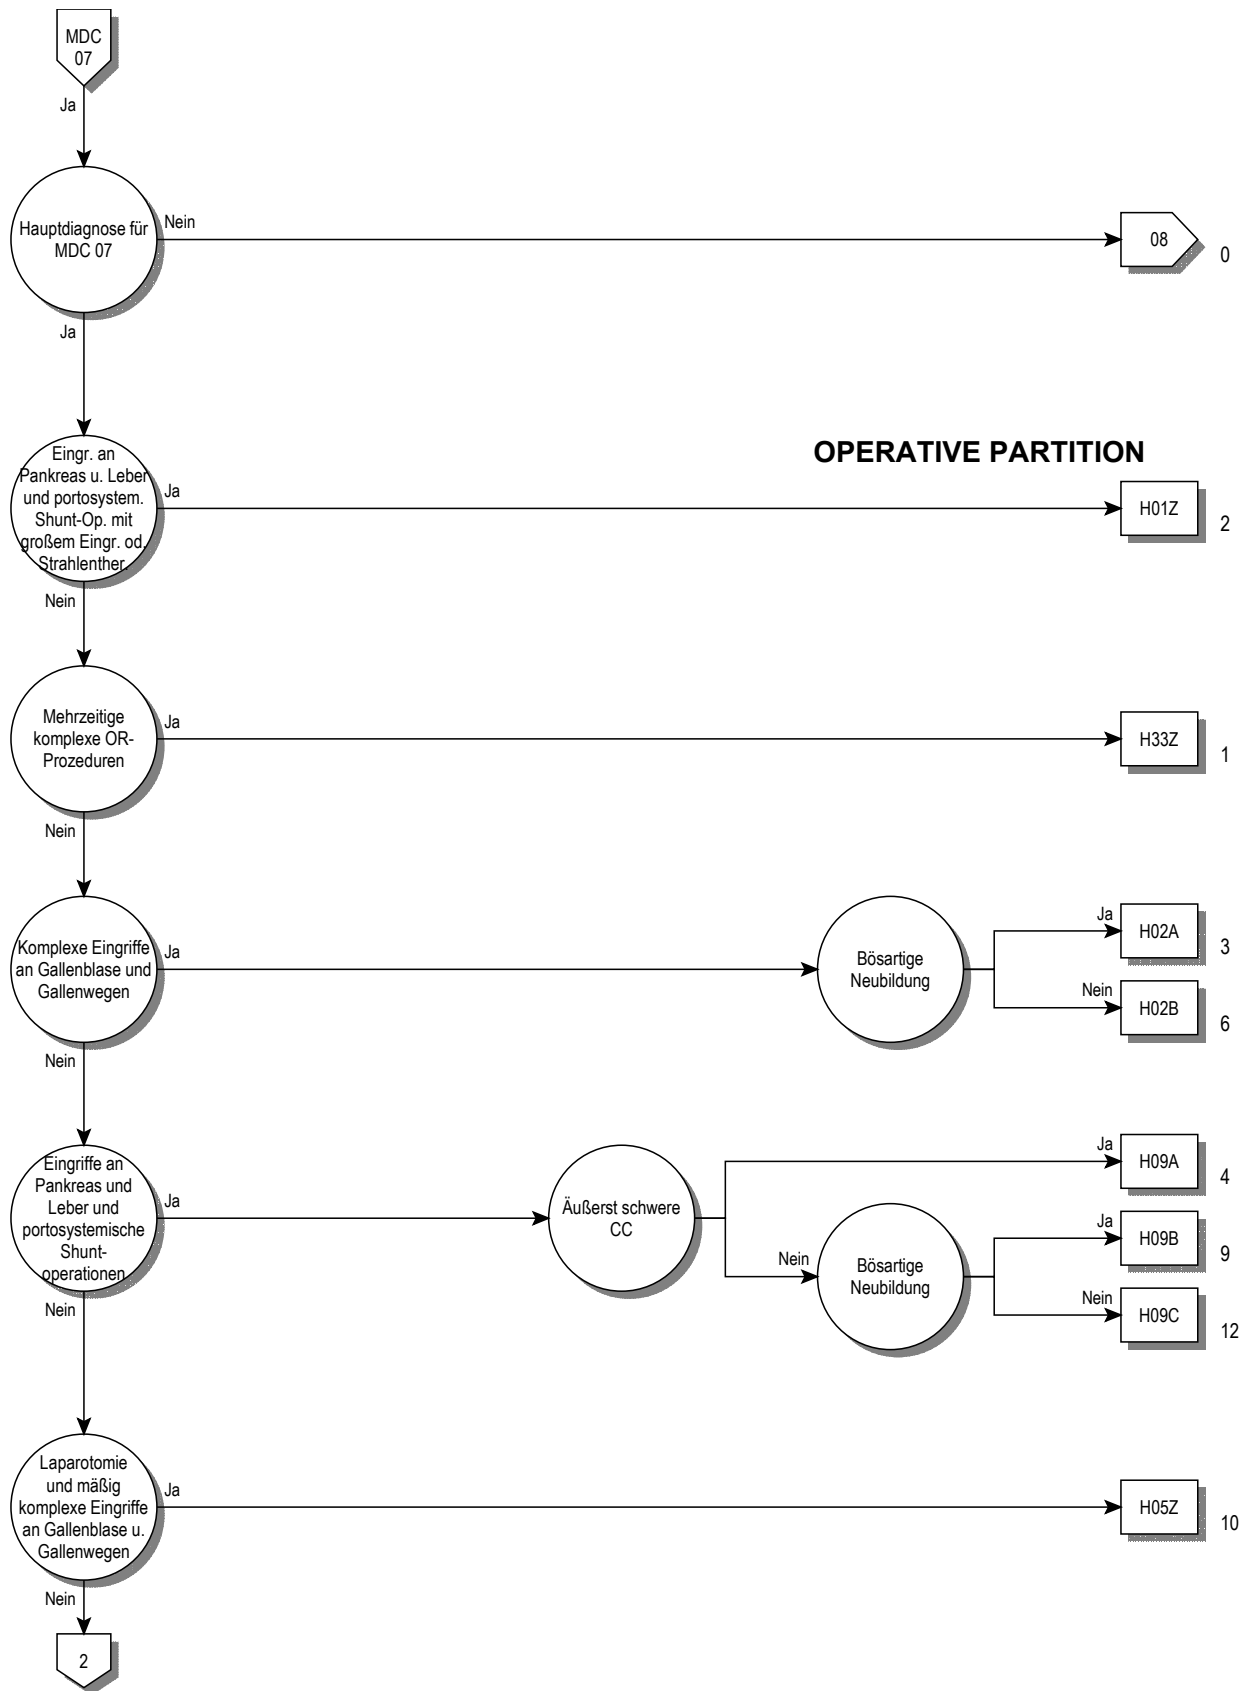 MDC
07
Ja
Hauptdiagnose für
MDC 07
Nein
08
0
Ja
OPERATIVE PARTITION
Eingr. an
Pankreas u. Leber
und portosystem.
Shunt-Op. mit
großem Eingr. od.
Strahlenther.
Ja
H01Z
2
Nein
Mehrzeitige
komplexe OR-
Prozeduren
Ja
H33Z
1
Nein
Komplexe Eingriffe
an Gallenblase und
Gallenwegen
Ja
Bösartige
Neubildung
Ja
H02A
3
Nein
H02B
6
Nein
Eingriffe an
Pankreas und
Leber und
portosystemische
Shunt-
operationen
Ja
Äußerst schwere
CC
Ja
H09A
4
Nein
Bösartige
Neubildung
Ja
H09B
9
Nein
H09C
12
Nein
Laparotomie
und mäßig
komplexe Eingriffe
an Gallenblase u.
Gallenwegen
Ja
H05Z
10
Nein
2